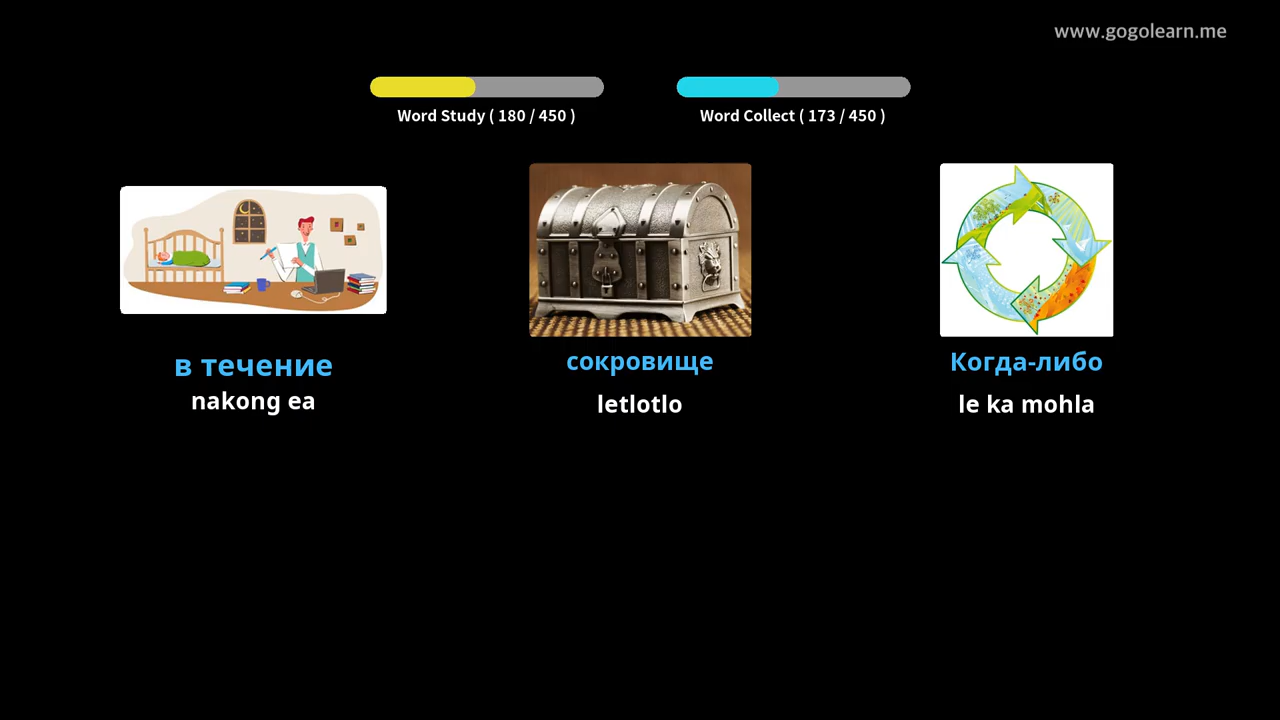 www.gogolearn.me
Word Study ( 180 / 450 )
Word Collect ( 173 / 450 )
в течение
nakong ea
сокровище
letlotlo
Когда-либо
le ka mohla